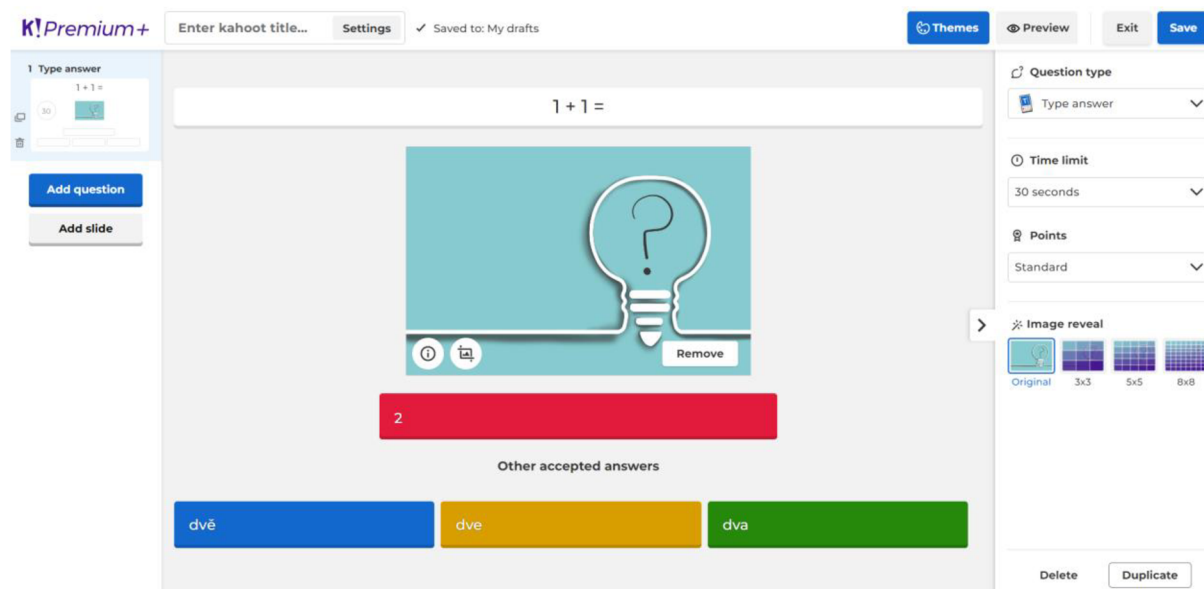 K! Premium+
Enter kahoot title...
Settings
Saved to: My drafts
Themes
Preview
Exit
Save
1 Type answer
1 + 1 =
30
Add question
Add slide
1 + 1 =
?
Remove
2
Other accepted answers
dvě
dve
dva
Question type
Type answer
Time limit
30 seconds
Points
Standard
Image reveal
Original
3x3
5x5
8x8
Delete
Duplicate